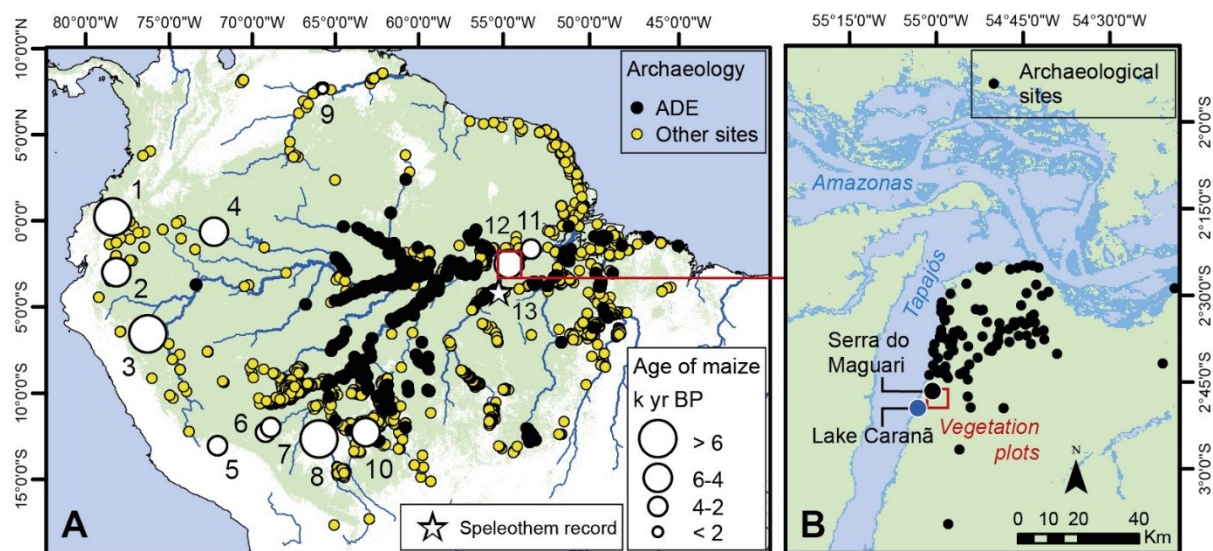 80°0'0"W 75°0'0"W 70°0'0"W 65°0'0"W 60°0'0"W 55°0'0"W 50°0'0"W 45°0'0"W
10°0'0"N
5°0'0"N
0°0'0"
5°0'0"S
10°0'0"S
15°0'0"S
Archaeology
ADE
Other sites
9
1
4
2
3
12
11
13
6
7
5
8
10
Age of maize
k yr BP
> 6
6-4
4-2
< 2
Speleothem record
A
55°15'0"W 55°0'0"W 54°45'0"W 54°30'0"W
Archaeological
sites
2°0'0"S
2°15'0"S
2°30'0"S
2°45'0"S
3°0'0"S
Amazonas
Tapajós
Serra do
Maguari
Lake Caranã
Vegetation
plots
N
0 10 20 40
Km
B